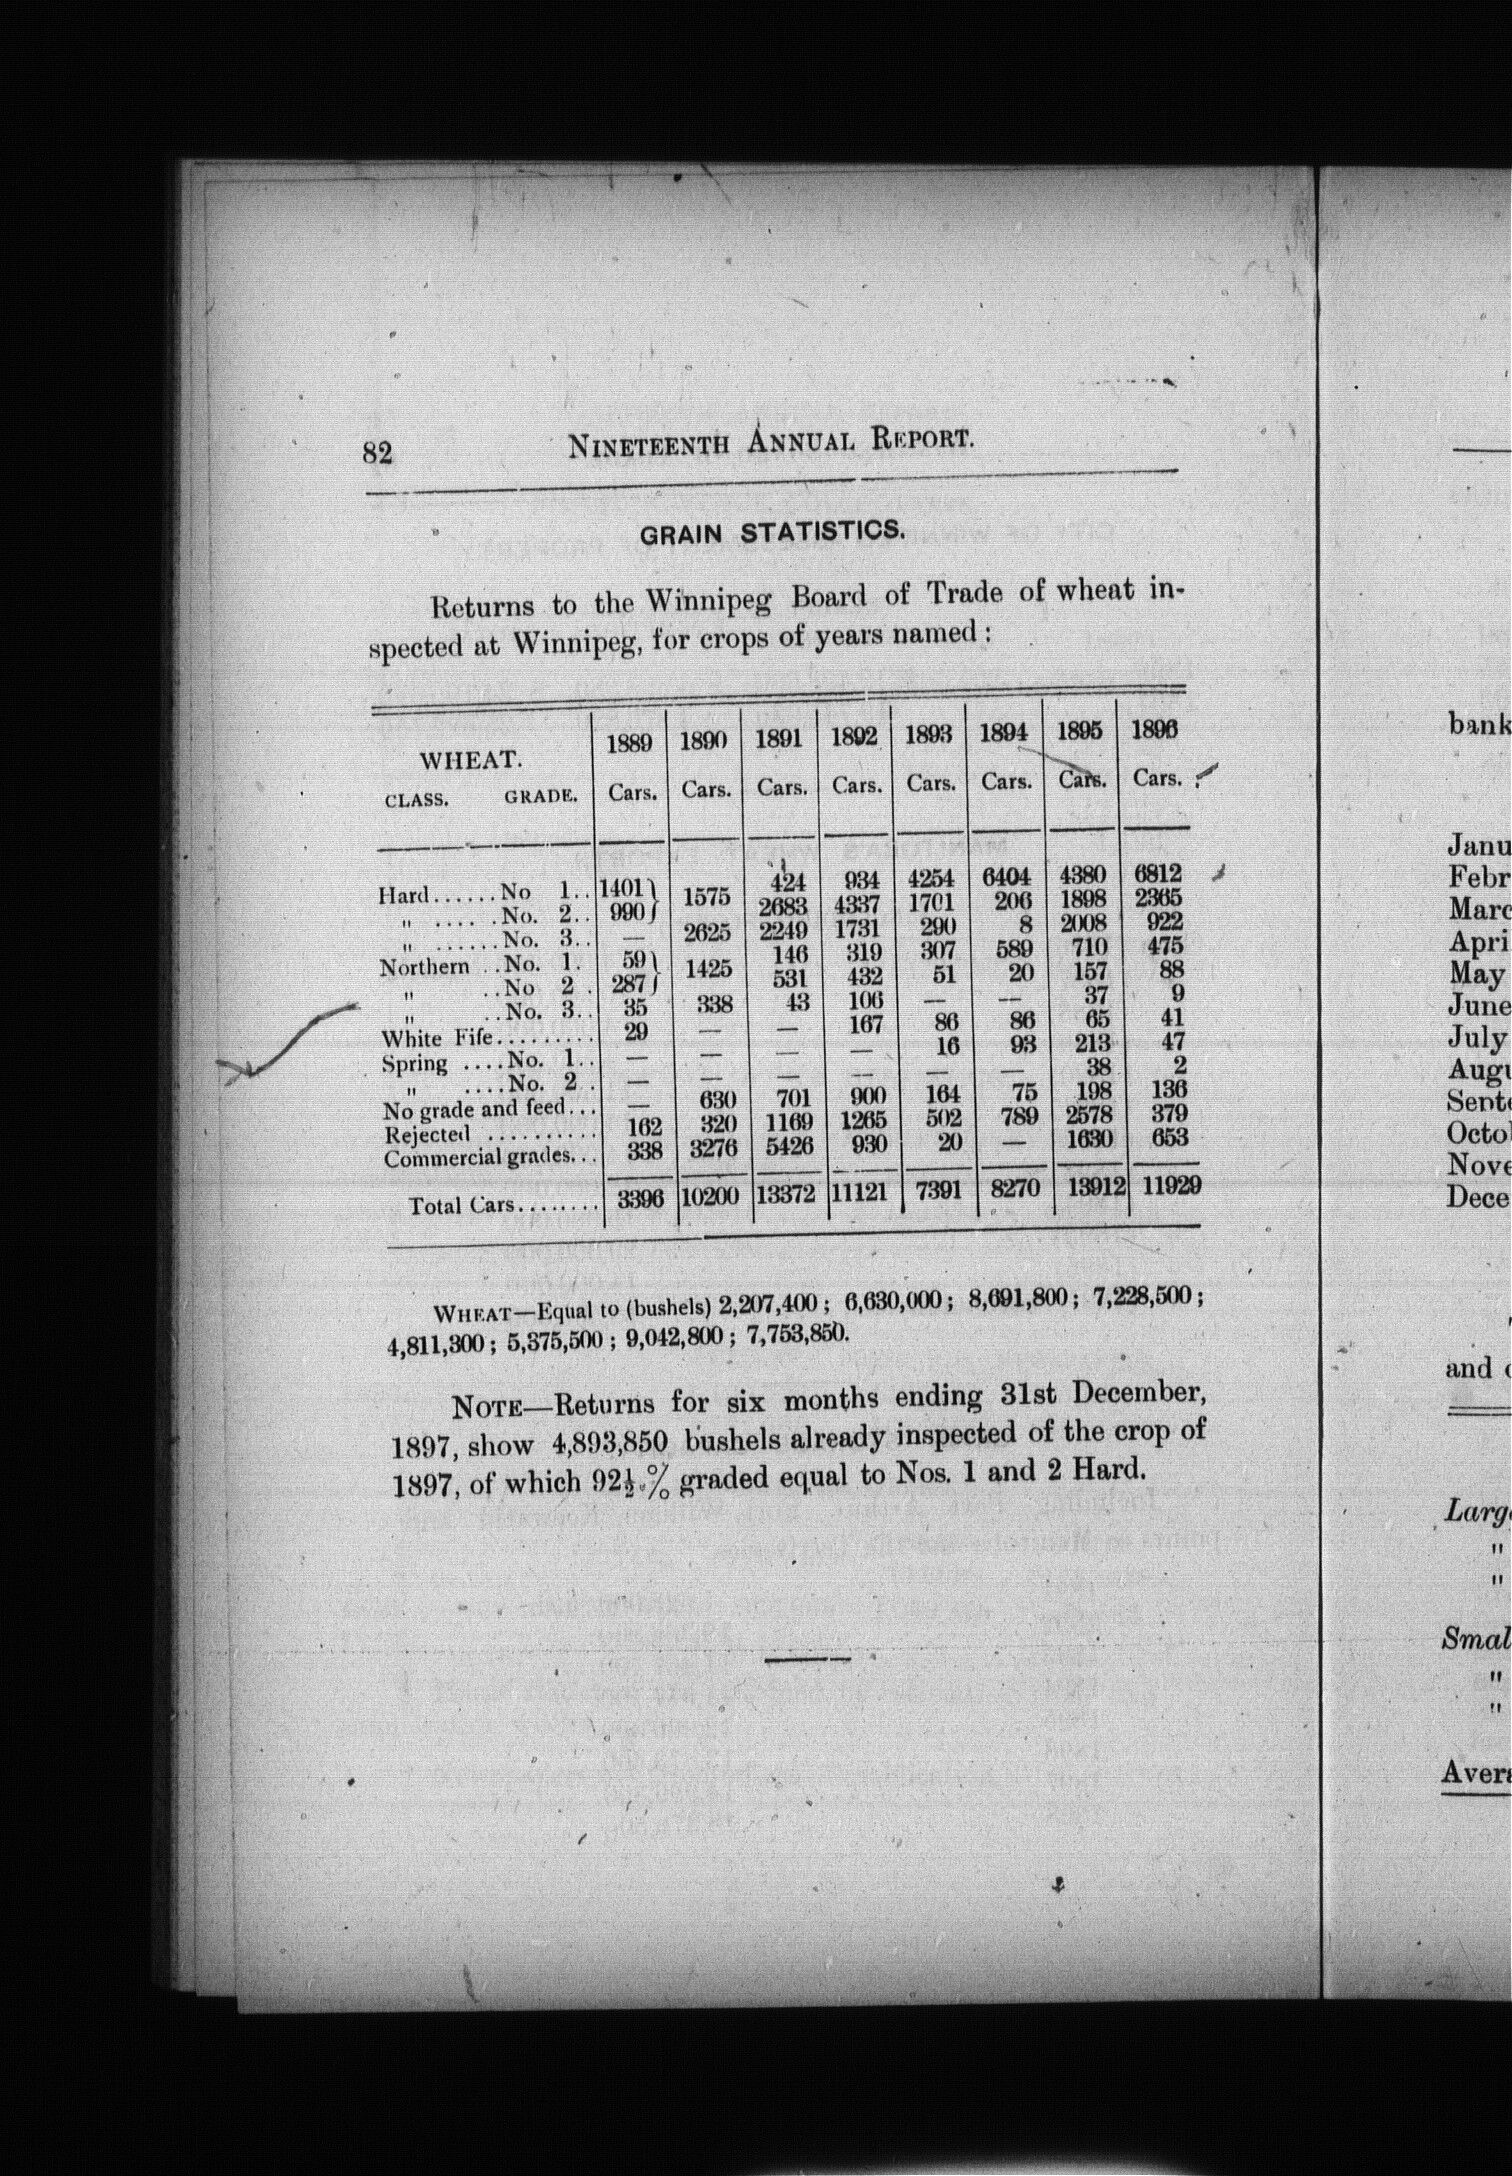 82 NINETEENTH ANNUAL REPORT.
GRAIN STATISTICS.
Returns to the Winnipeg Board of Trade of wheat in-
spected at Winnipeg, for crops of years named :
WHEAT. 1889 1890 1891 1892 1893 1894 1895 1896
CLASS. GRADE. Cars. Cars. Cars. Cars. Cars. Cars. Cars. Cars.
Hard......No 1.. 1401} 1575 424 934 4254 6404 4380 6812
" .....No. 2.. 990} 2683 4337 1701 206 1898 2365
" ......No. 3.. — 2625 2249 1731 290 8 2008 922
Northern ..No. 1. 59} 1425 146 319 307 589 710 475
" ..No 2 . 287} 531 432 51 20 157 88
" ..No. 3.. 35 338 43 106 — — 37 9
White Fife......... 29 — — 167 86 86 65 41
Spring ....No. 1.. — — — — 16 93 213 47
" ....No. 2 . — — — — — — 38 2
No grade and feed... — 630 701 900 164 75 198 136
Rejected .......... 162 320 1169 1265 502 789 2578 379
Commercial grades... 338 3276 5426 930 20 — 1630 653
Total Cars........ 3396 10200 13372 11121 7391 8270 13912 11929
WHEAT—Equal to (bushels) 2,207,400 ; 6,630,000 ; 8,691,800 ; 7,228,500 ;
4,811,300 ; 5,375,500 ; 9,042,800 ; 7,753,850.
NOTE—Returns for six months ending 31st December,
1897, show 4,893,850 bushels already inspected of the crop of
1897, of which 92½ % graded equal to Nos. 1 and 2 Hard.
bank
Janu
Febr
Marc
Apri
May
June
July
Augu
Sente
Octol
Nove
Dece
and
Large
"
"
Smal
"
"
Avera